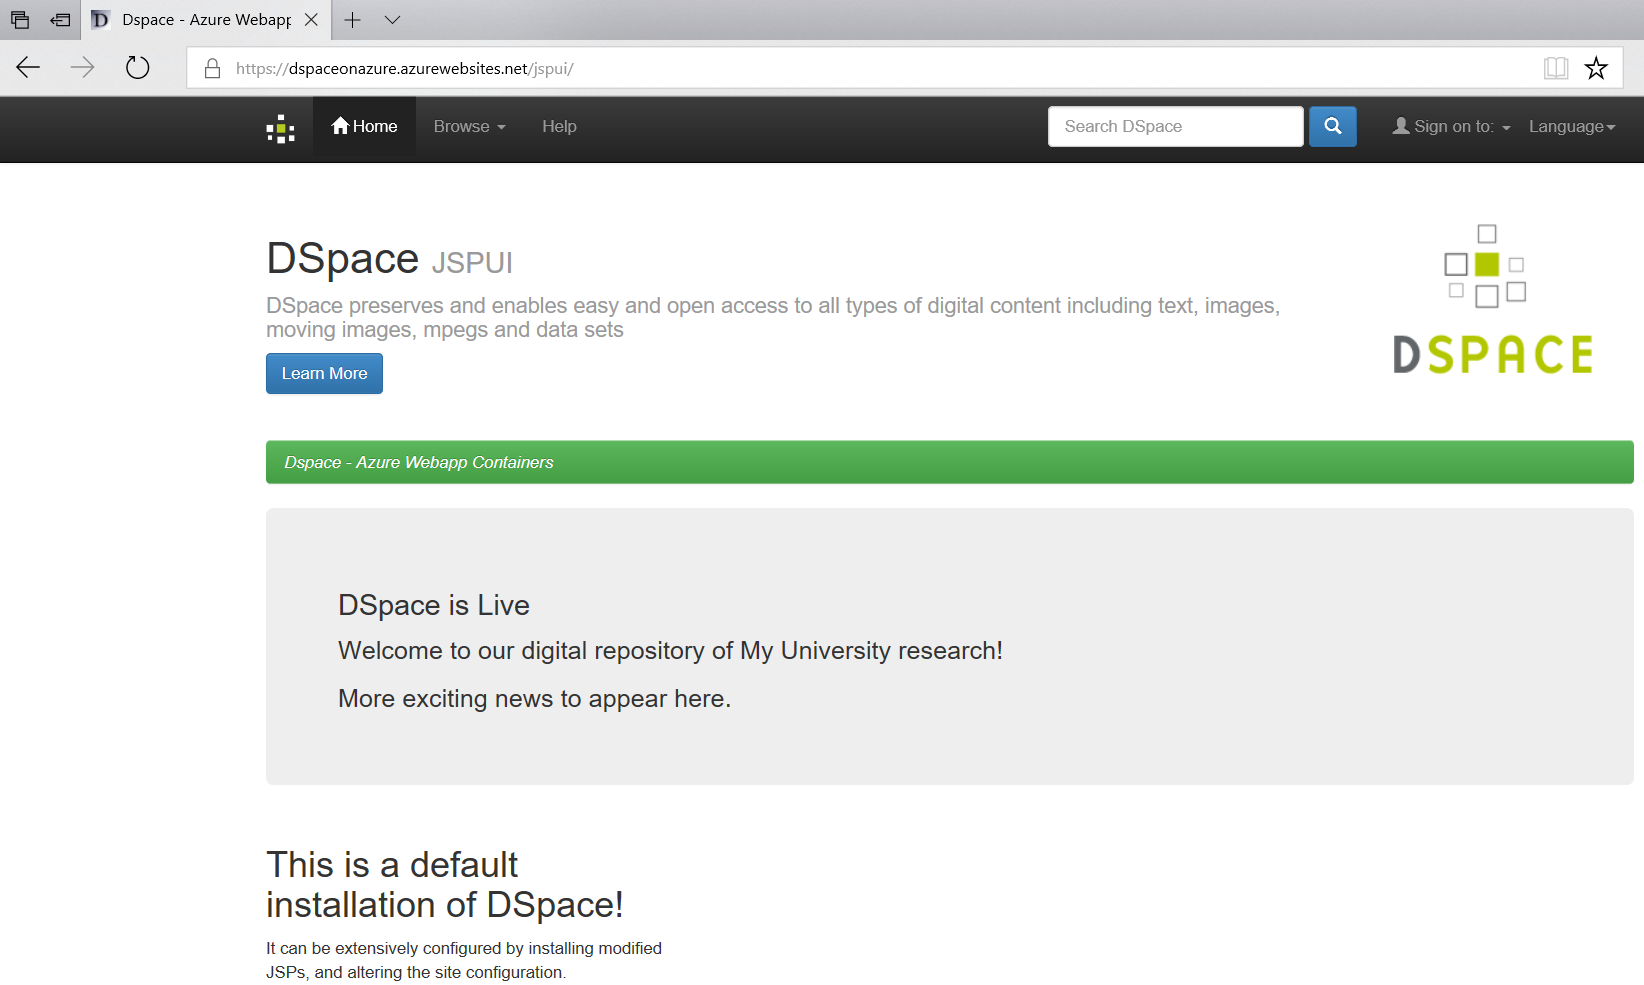 Dspace - Azure Webapp
https://dspaceonazure.azurewebsites.net/jspui/
Home Browse Help Search DSpace Sign on to: Language
DSpace JSPUI
DSpace preserves and enables easy and open access to all types of digital content including text, images,
moving images, mpegs and data sets
Learn More
DSPACE
Dspace - Azure Webapp Containers
DSpace is Live
Welcome to our digital repository of My University research!
More exciting news to appear here.
This is a default
installation of DSpace!
It can be extensively configured by installing modified
JSPs, and altering the site configuration.